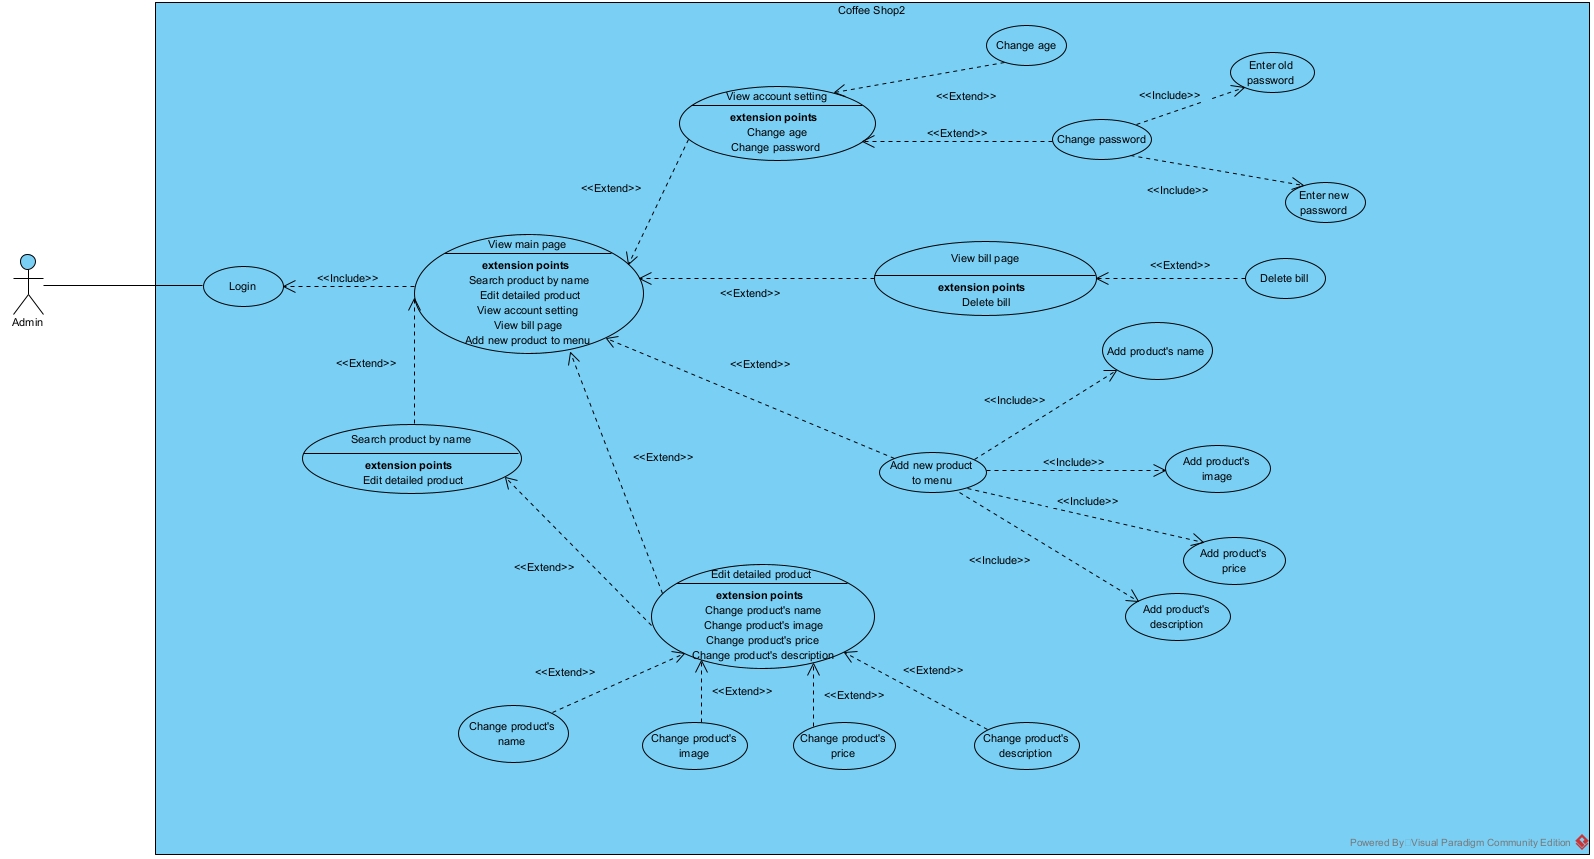 Coffee Shop2
Change age
Enter old
password
View account setting
extension points
Change age
Change password
<<Extend>>
<<Include>>
<<Extend>>
Change password
<<Extend>>
<<Include>>
Enter new
password
View main page
extension points
Search product by name
Edit detailed product
View account setting
View bill page
Add new product to menu
View bill page
extension points
Delete bill
<<Extend>>
Delete bill
<<Include>>
Login
<<Extend>>
Admin
Add product's name
<<Extend>>
<<Extend>>
<<Include>>
Search product by name
extension points
Edit detailed product
<<Extend>>
Add new product
to menu
<<Include>>
Add product's
image
<<Include>>
Add product's
price
<<Include>>
<<Extend>>
Add product's
description
Edit detailed product
extension points
Change product's name
Change product's image
Change product's price
Change product's description
<<Extend>>
<<Extend>>
<<Extend>>
<<Extend>>
Change product's
name
Change product's
image
Change product's
price
Change product's
description
Powered By Visual Paradigm Community Edition